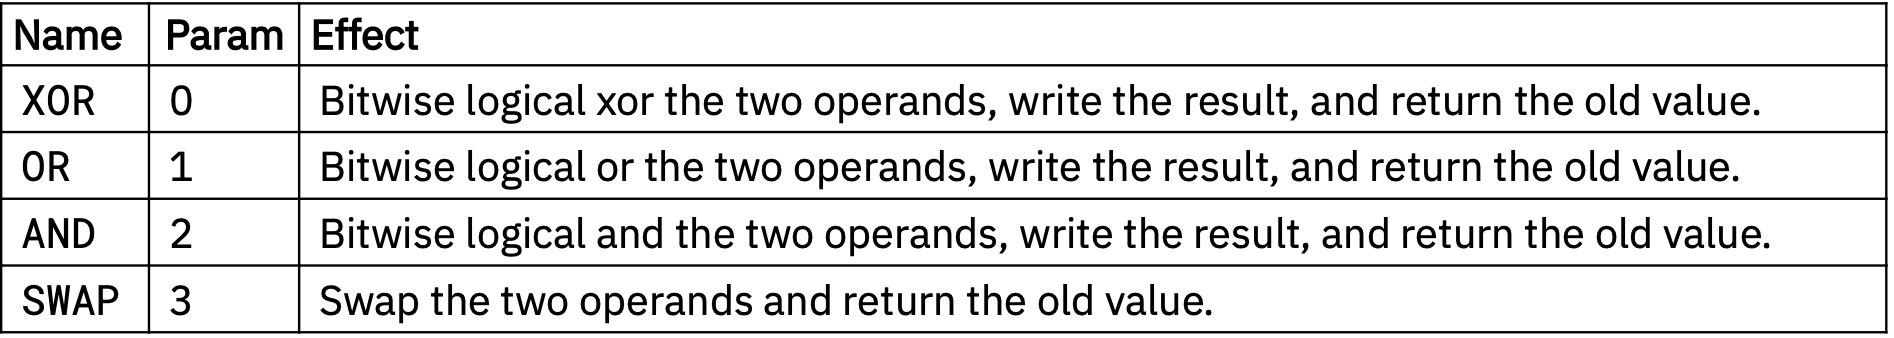 Name Param Effect
XOR 0 Bitwise logical xor the two operands, write the result, and return the old value.
OR 1 Bitwise logical or the two operands, write the result, and return the old value.
AND 2 Bitwise logical and the two operands, write the result, and return the old value.
SWAP 3 Swap the two operands and return the old value.